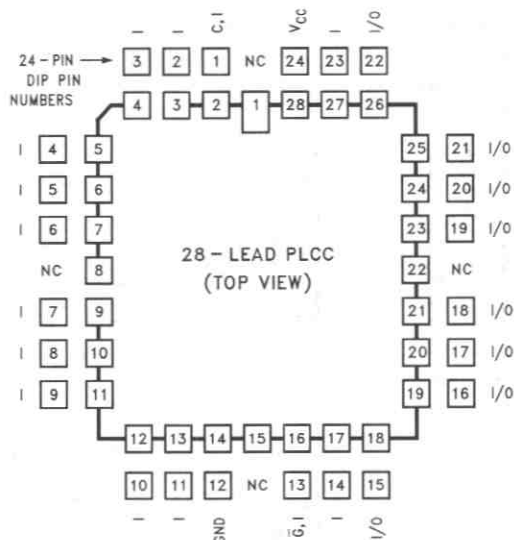 I I C,I VCC I I/O
24-PIN 3 2 1 NC 24 23 22
DIP PIN
NUMBERS
4 3 2 1 28 27 26
I 4 5 25 21 I/O
I 5 6 24 20 I/O
I 6 7 23 19 I/O
NC 8 22 NC
28-LEAD PLCC
(TOP VIEW)
I 7 9 21 18 I/O
I 8 10 20 17 I/O
I 9 11 19 16 I/O
12 13 14 15 16 17 18
10 11 12 NC 13 14 15
I I GND G,I I I/O